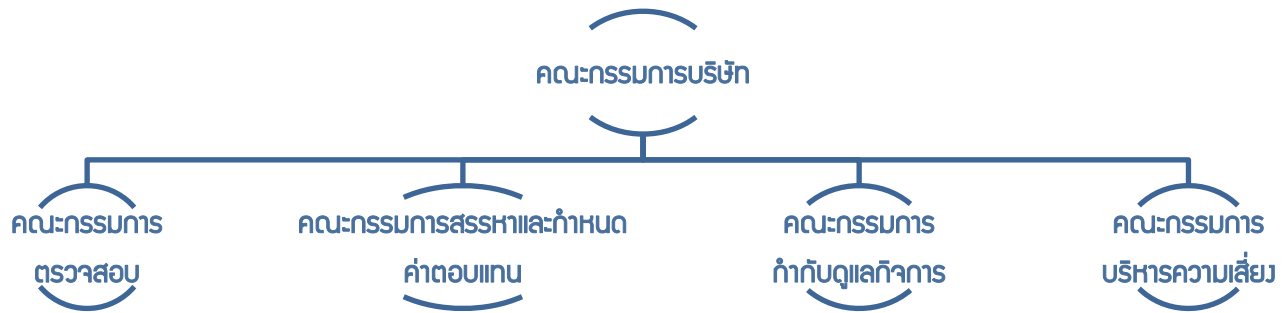 คณะกรรมการบริษัท
คณะกรรมการ
ตรวจสอบ
คณะกรรมการสรรหาและกำหนด
ค่าตอบแทน
คณะกรรมการ
กำกับดูแลกิจการ
คณะกรรมการ
บริหารความเสี่ยง